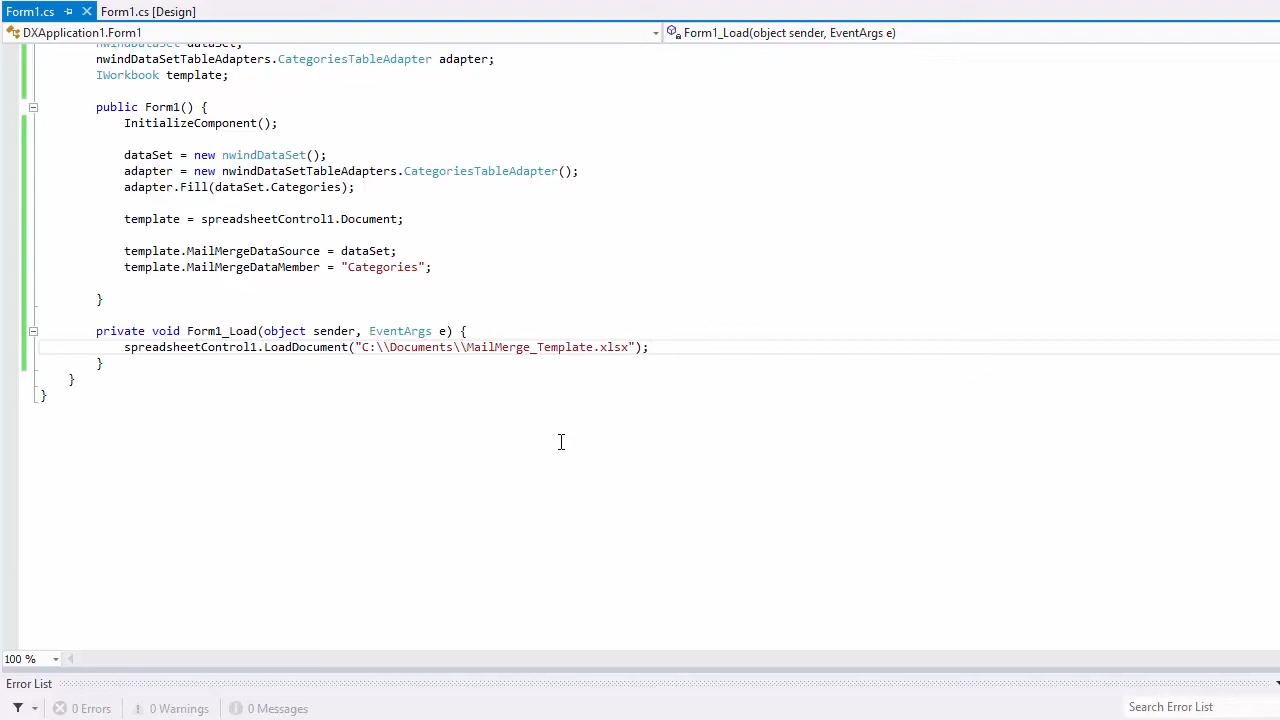 Form1.cs
Form1.cs [Design]
DXApplication1.Form1
Form1_Load(object sender, EventArgs e)
nwindDataSet dataSet;
nwindDataSetTableAdapters.CategoriesTableAdapter adapter;
IWorkbook template;
public Form1() {
InitializeComponent();
dataSet = new nwindDataSet();
adapter = new nwindDataSetTableAdapters.CategoriesTableAdapter();
adapter.Fill(dataSet.Categories);
template = spreadsheetControl1.Document;
template.MailMergeDataSource = dataSet;
template.MailMergeDataMember = "Categories";
}
private void Form1_Load(object sender, EventArgs e) {
spreadsheetControl1.LoadDocument("C:\\Documents\\MailMerge_Template.xlsx");
}
}
}
100 %
Error List
0 Errors
0 Warnings
0 Messages
Search Error List